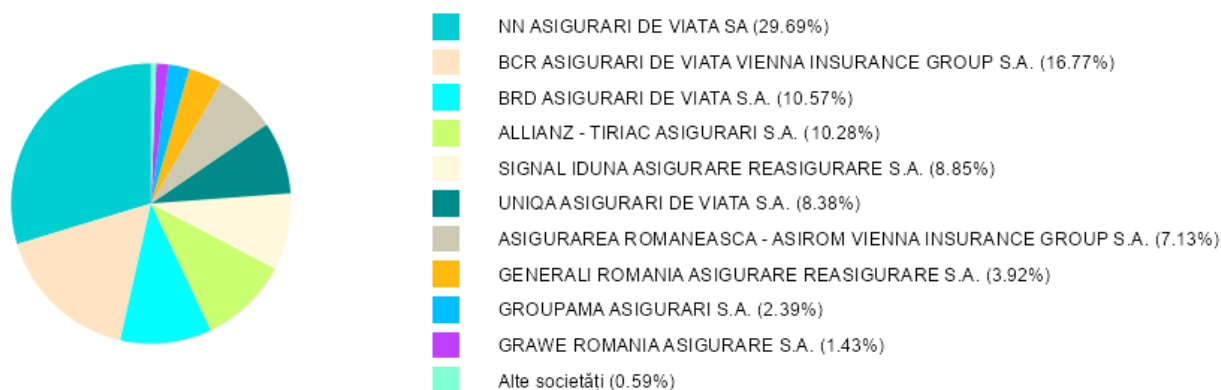 NN ASIGURARI DE VIATA SA (29.69%)
BCR ASIGURARI DE VIATA VIENNA INSURANCE GROUP S.A. (16.77%)
BRD ASIGURARI DE VIATA S.A. (10.57%)
ALLIANZ - TIRIAC ASIGURARI S.A. (10.28%)
SIGNAL IDUNA ASIGURARE REASIGURARE S.A. (8.85%)
UNIQA ASIGURARI DE VIATA S.A. (8.38%)
ASIGURAREA ROMANEASCA - ASIROM VIENNA INSURANCE GROUP S.A. (7.13%)
GENERALI ROMANIA ASIGURARE REASIGURARE S.A. (3.92%)
GROUPAMA ASIGURARI S.A. (2.39%)
GRAWE ROMANIA ASIGURARE S.A. (1.43%)
Alte societăți (0.59%)